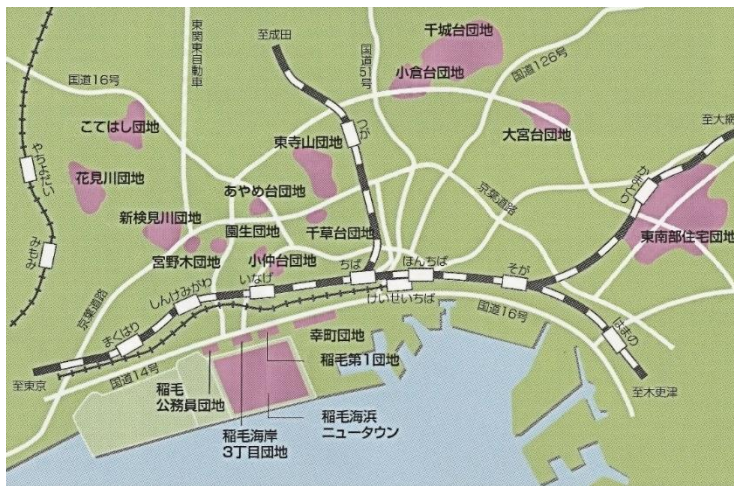 至成田
国道51号
千城台団地
小倉台団地
国道126号
東関東自動車
国道16号
こてはし団地
やちよだい
花見川団地
新検見川団地
みもみ
つが
東寺山団地
あやめ台団地
園生団地
千草台団地
宮野木団地
小仲台団地
大宮台団地
至大網
かまとり
京葉道路
東南部住宅団地
京葉道路
まくはり
しんけみがわ
いなげ
ちば
ほんちば
けいせいちば
そが
国道16号
はまの
至木更津
至東京
国道14号
幸町団地
稲毛第1団地
稲毛
公務員団地
稲毛海岸
3丁目団地
稲毛海浜
ニュータウン